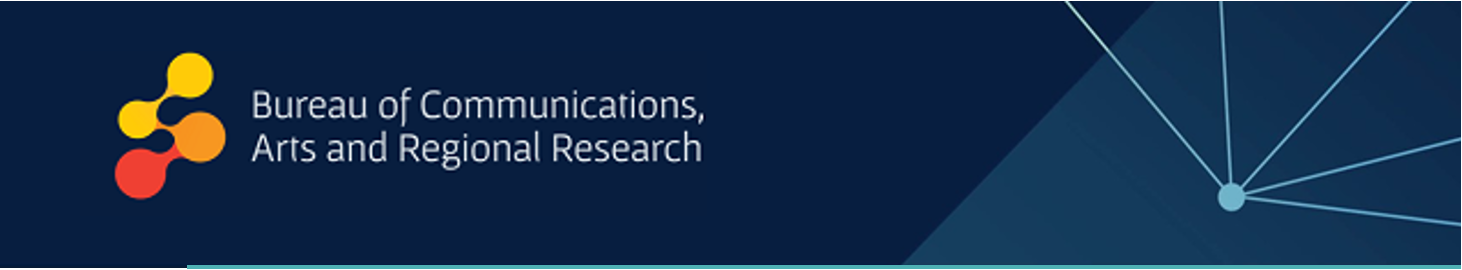 Bureau of Communications,
Arts and Regional Research